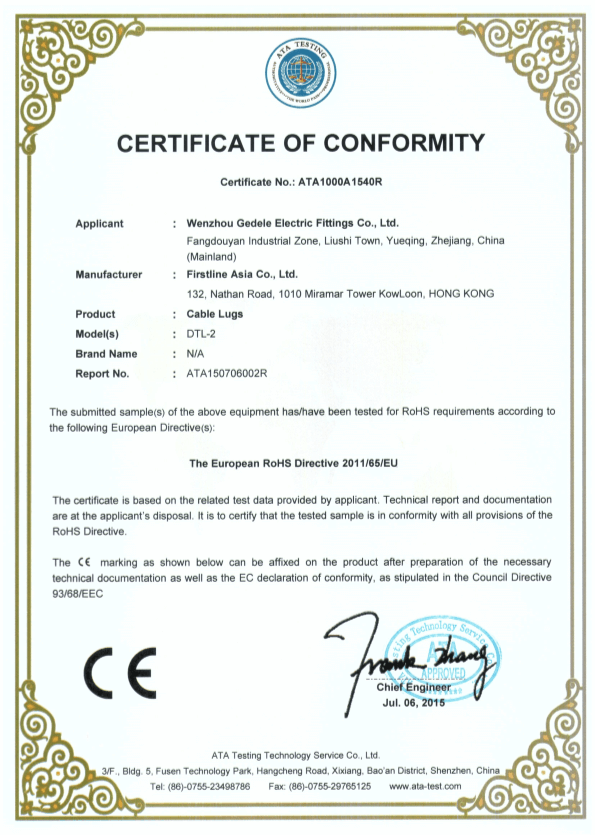 ATA TESTING
CERTIFICATE OF CONFORMITY
Certificate No.: ATA1000A1540R
Applicant : Wenzhou Gedele Electric Fittings Co., Ltd.
Fangdouyan Industrial Zone, Liushi Town, Yueqing, Zhejiang, China
(Mainland)
Manufacturer : Firstline Asia Co., Ltd.
132, Nathan Road, 1010 Miramar Tower KowLoon, HONG KONG
Product : Cable Lugs
Model(s) : DTL-2
Brand Name : N/A
Report No. : ATA150706002R
The submitted sample(s) of the above equipment has/have been tested for RoHS requirements according to
the following European Directive(s):
The European RoHS Directive 2011/65/EU
The certificate is based on the related test data provided by applicant. Technical report and documentation
are at the applicant's disposal. It is to certify that the tested sample is in conformity with all provisions of the
RoHS Directive.
The CE marking as shown below can be affixed on the product after preparation of the necessary
technical documentation as well as the EC declaration of conformity, as stipulated in the Council Directive
93/68/EEC
CE
Testing Technology Service
ATA
APPROVED
Frank Zhang
Chief Engineer
Jul. 06, 2015
ATA Testing Technology Service Co., Ltd.
3/F., Bldg. 5, Fusen Technology Park, Hangcheng Road, Xixiang, Bao'an District, Shenzhen, China
Tel: (86)-0755-23498786 Fax: (86)-0755-29765125 www.ata-test.com